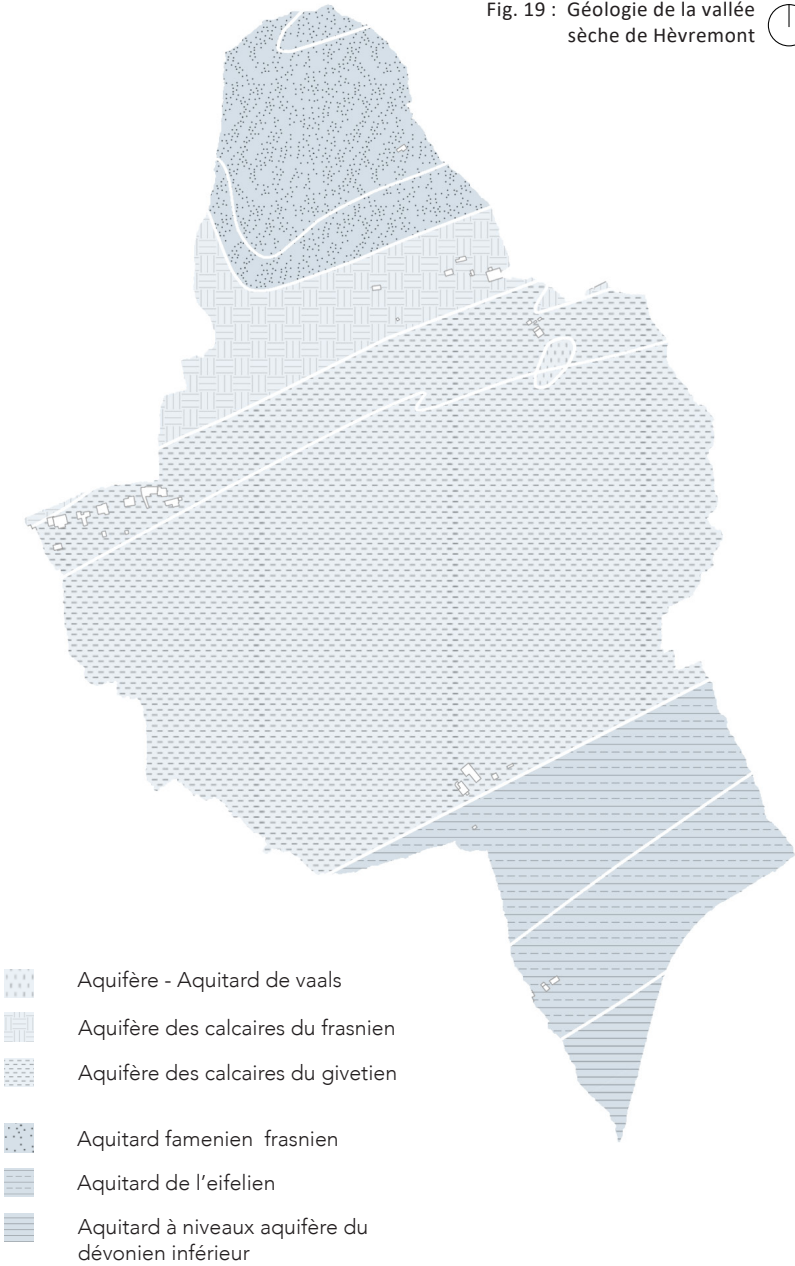 Fig. 19 : Géologie de la vallée
sèche de Hèvremont
Aquifère - Aquitard de vaals
Aquifère des calcaires du frasnien
Aquifère des calcaires du givetien
Aquitard famenien frasnien
Aquitard de l'eifelien
Aquitard à niveaux aquifère du
dévonien inférieur